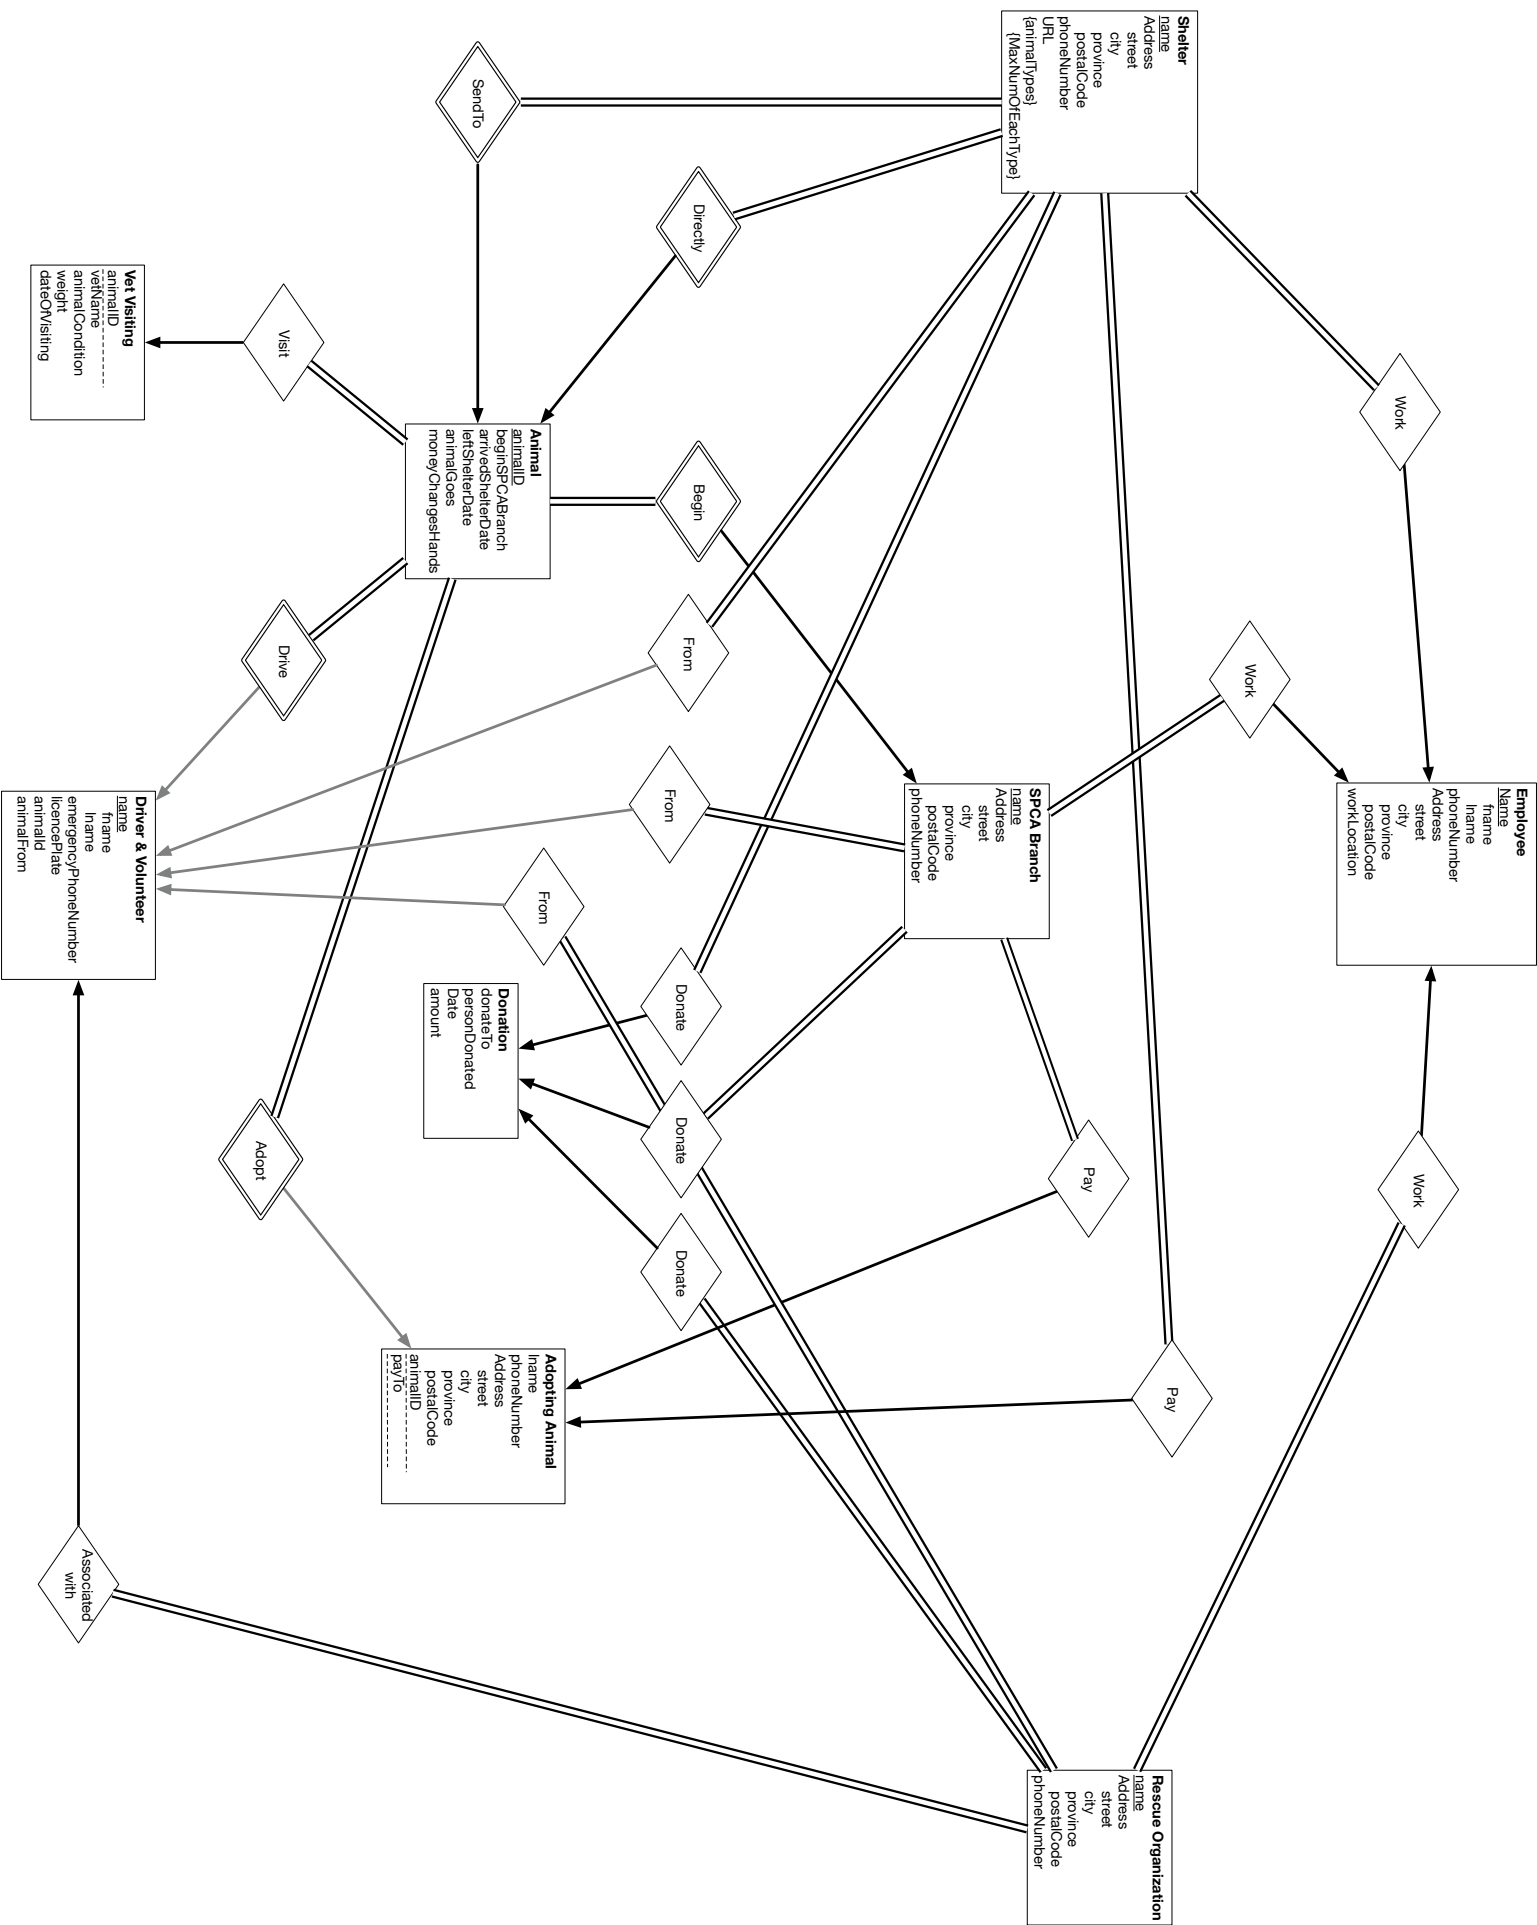 Shelter
name
Address
street
city
province
postalCode
phoneNumber
URL
{animalTypes}
{MaxNumOfEachType}
SendTo
Directly
Work
Vet Visiting
animalID
vetName
animalCondition
weight
dateOfVisiting
Visit
Animal
animalID
beginSPCABranch
arrivedShelterDate
leftShelterDate
animalGoes
moneyChangesHands
Begin
Drive
From
From
From
Work
Employee
Name
fname
lname
phoneNumber
Address
street
city
province
postalCode
workLocation
SPCA Branch
name
Address
street
city
province
postalCode
phoneNumber
Driver & Volunteer
name
fname
lname
emergencyPhoneNumber
licencePlate
animalId
animalFrom
Donation
donateTo
personDonated
Date
amount
Donate
Donate
Donate
Pay
Pay
Work
Adopt
Adopting Animal
lname
phoneNumber
Address
street
city
province
postalCode
animalID
payTo
Associated
with
Rescue Organization
name
Address
street
city
province
postalCode
phoneNumber